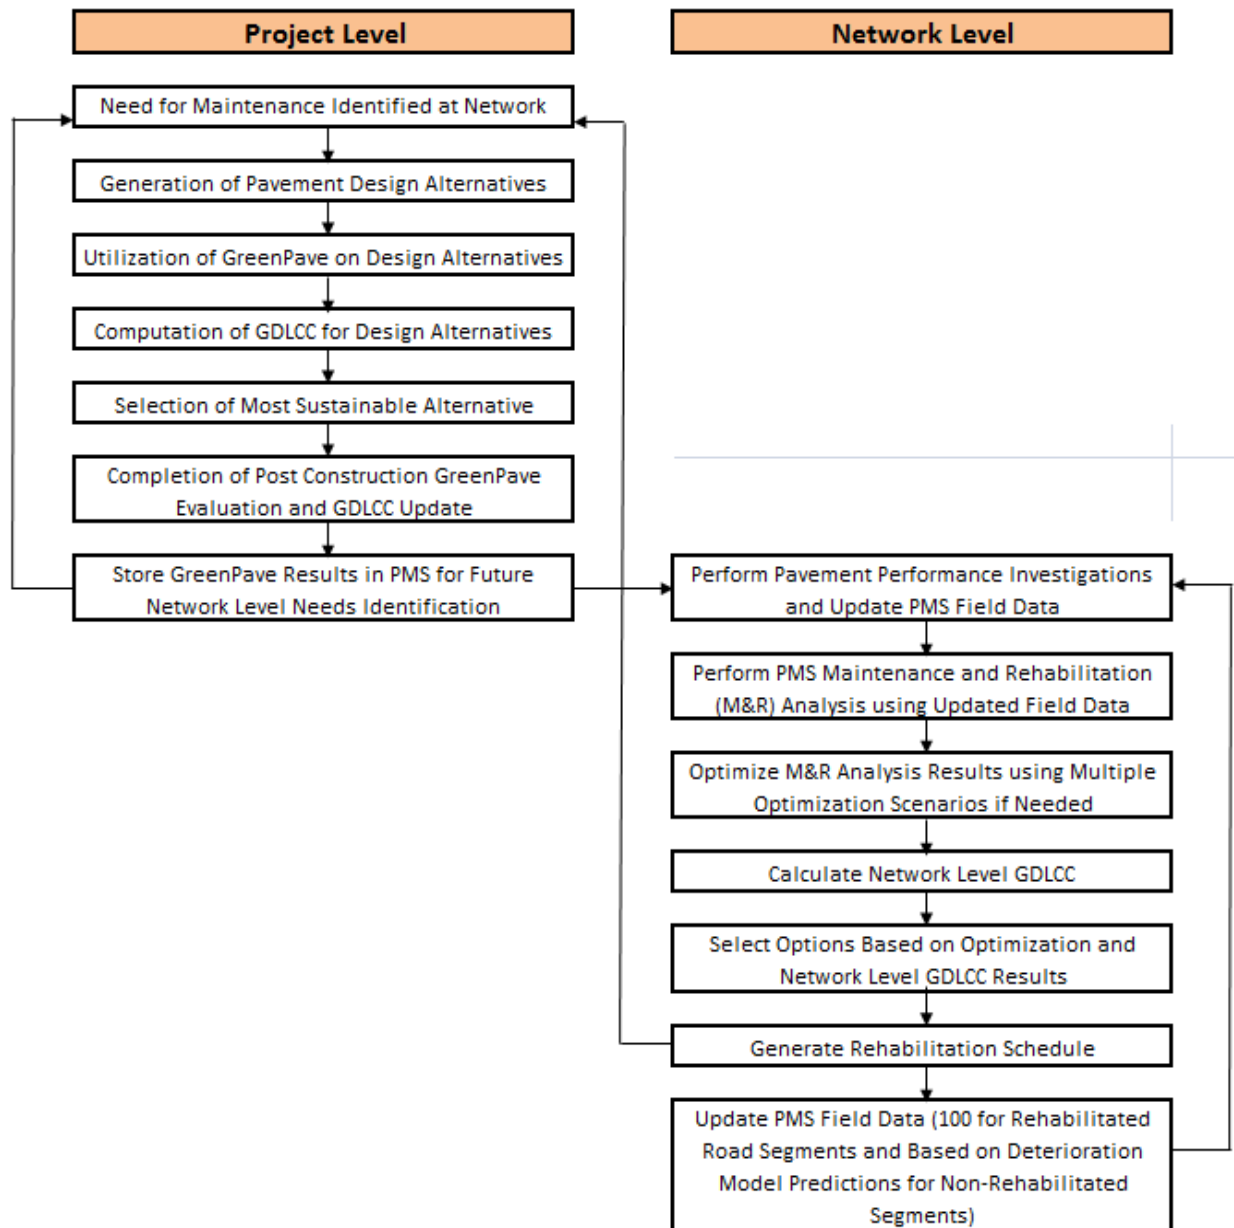 Project Level
Network Level
Need for Maintenance Identified at Network
Generation of Pavement Design Alternatives
Utilization of GreenPave on Design Alternatives
Computation of GDLCC for Design Alternatives
Selection of Most Sustainable Alternative
Completion of Post Construction GreenPave
Evaluation and GDLCC Update
Store GreenPave Results in PMS for Future
Network Level Needs Identification
Perform Pavement Performance Investigations
and Update PMS Field Data
Perform PMS Maintenance and Rehabilitation
(M&R) Analysis using Updated Field Data
Optimize M&R Analysis Results using Multiple
Optimization Scenarios if Needed
Calculate Network Level GDLCC
Select Options Based on Optimization and
Network Level GDLCC Results
Generate Rehabilitation Schedule
Update PMS Field Data (100 for Rehabilitated
Road Segments and Based on Deterioration
Model Predictions for Non-Rehabilitated
Segments)